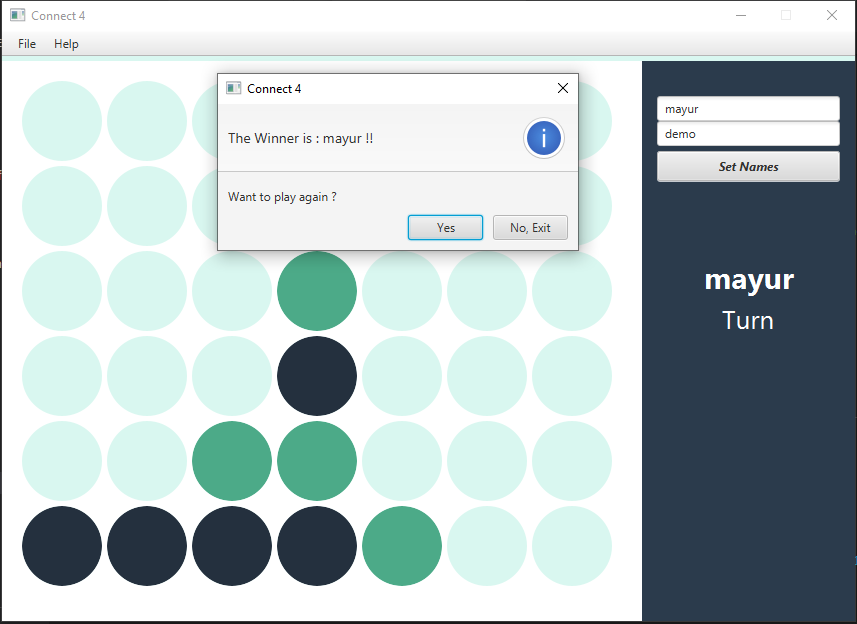 Connect 4
File Help
Connect 4
The Winner is : mayur !!
Want to play again ?
Yes No, Exit
mayur
demo
Set Names
mayur
Turn